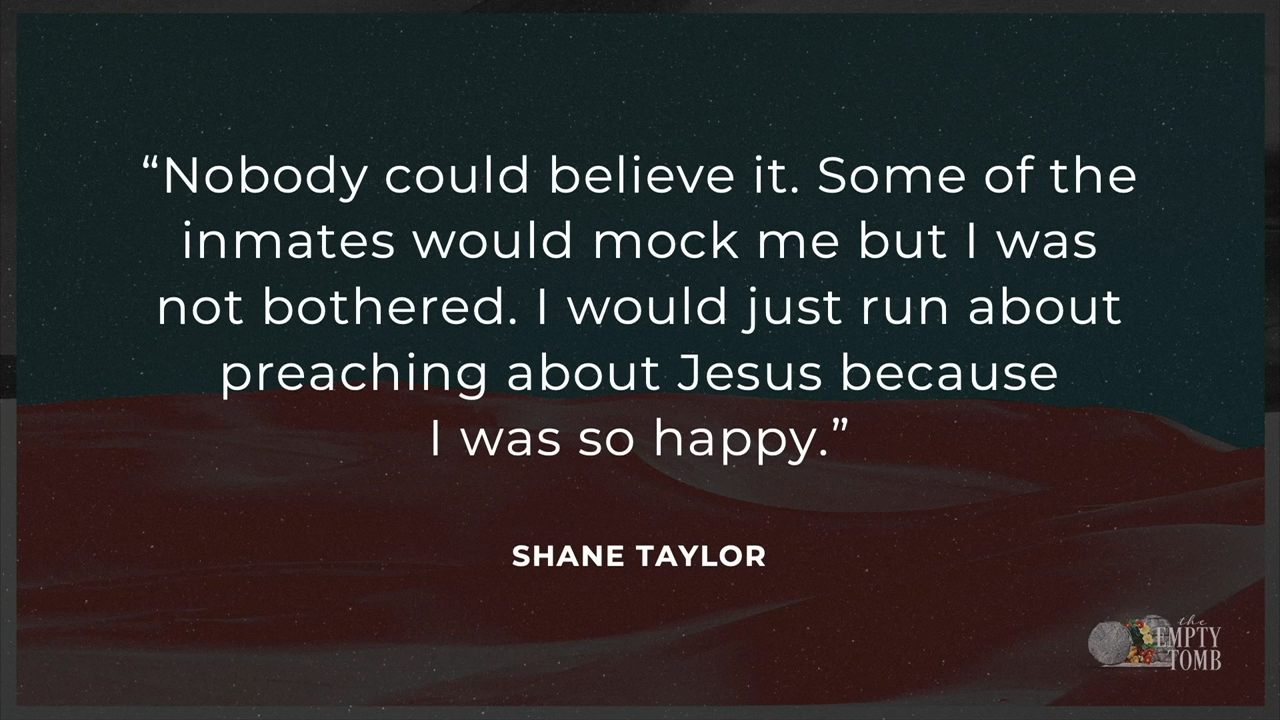 “Nobody could believe it. Some of the
inmates would mock me but I was
not bothered. I would just run about
preaching about Jesus because
I was so happy.”
SHANE TAYLOR
the
EMPTY
TOMB